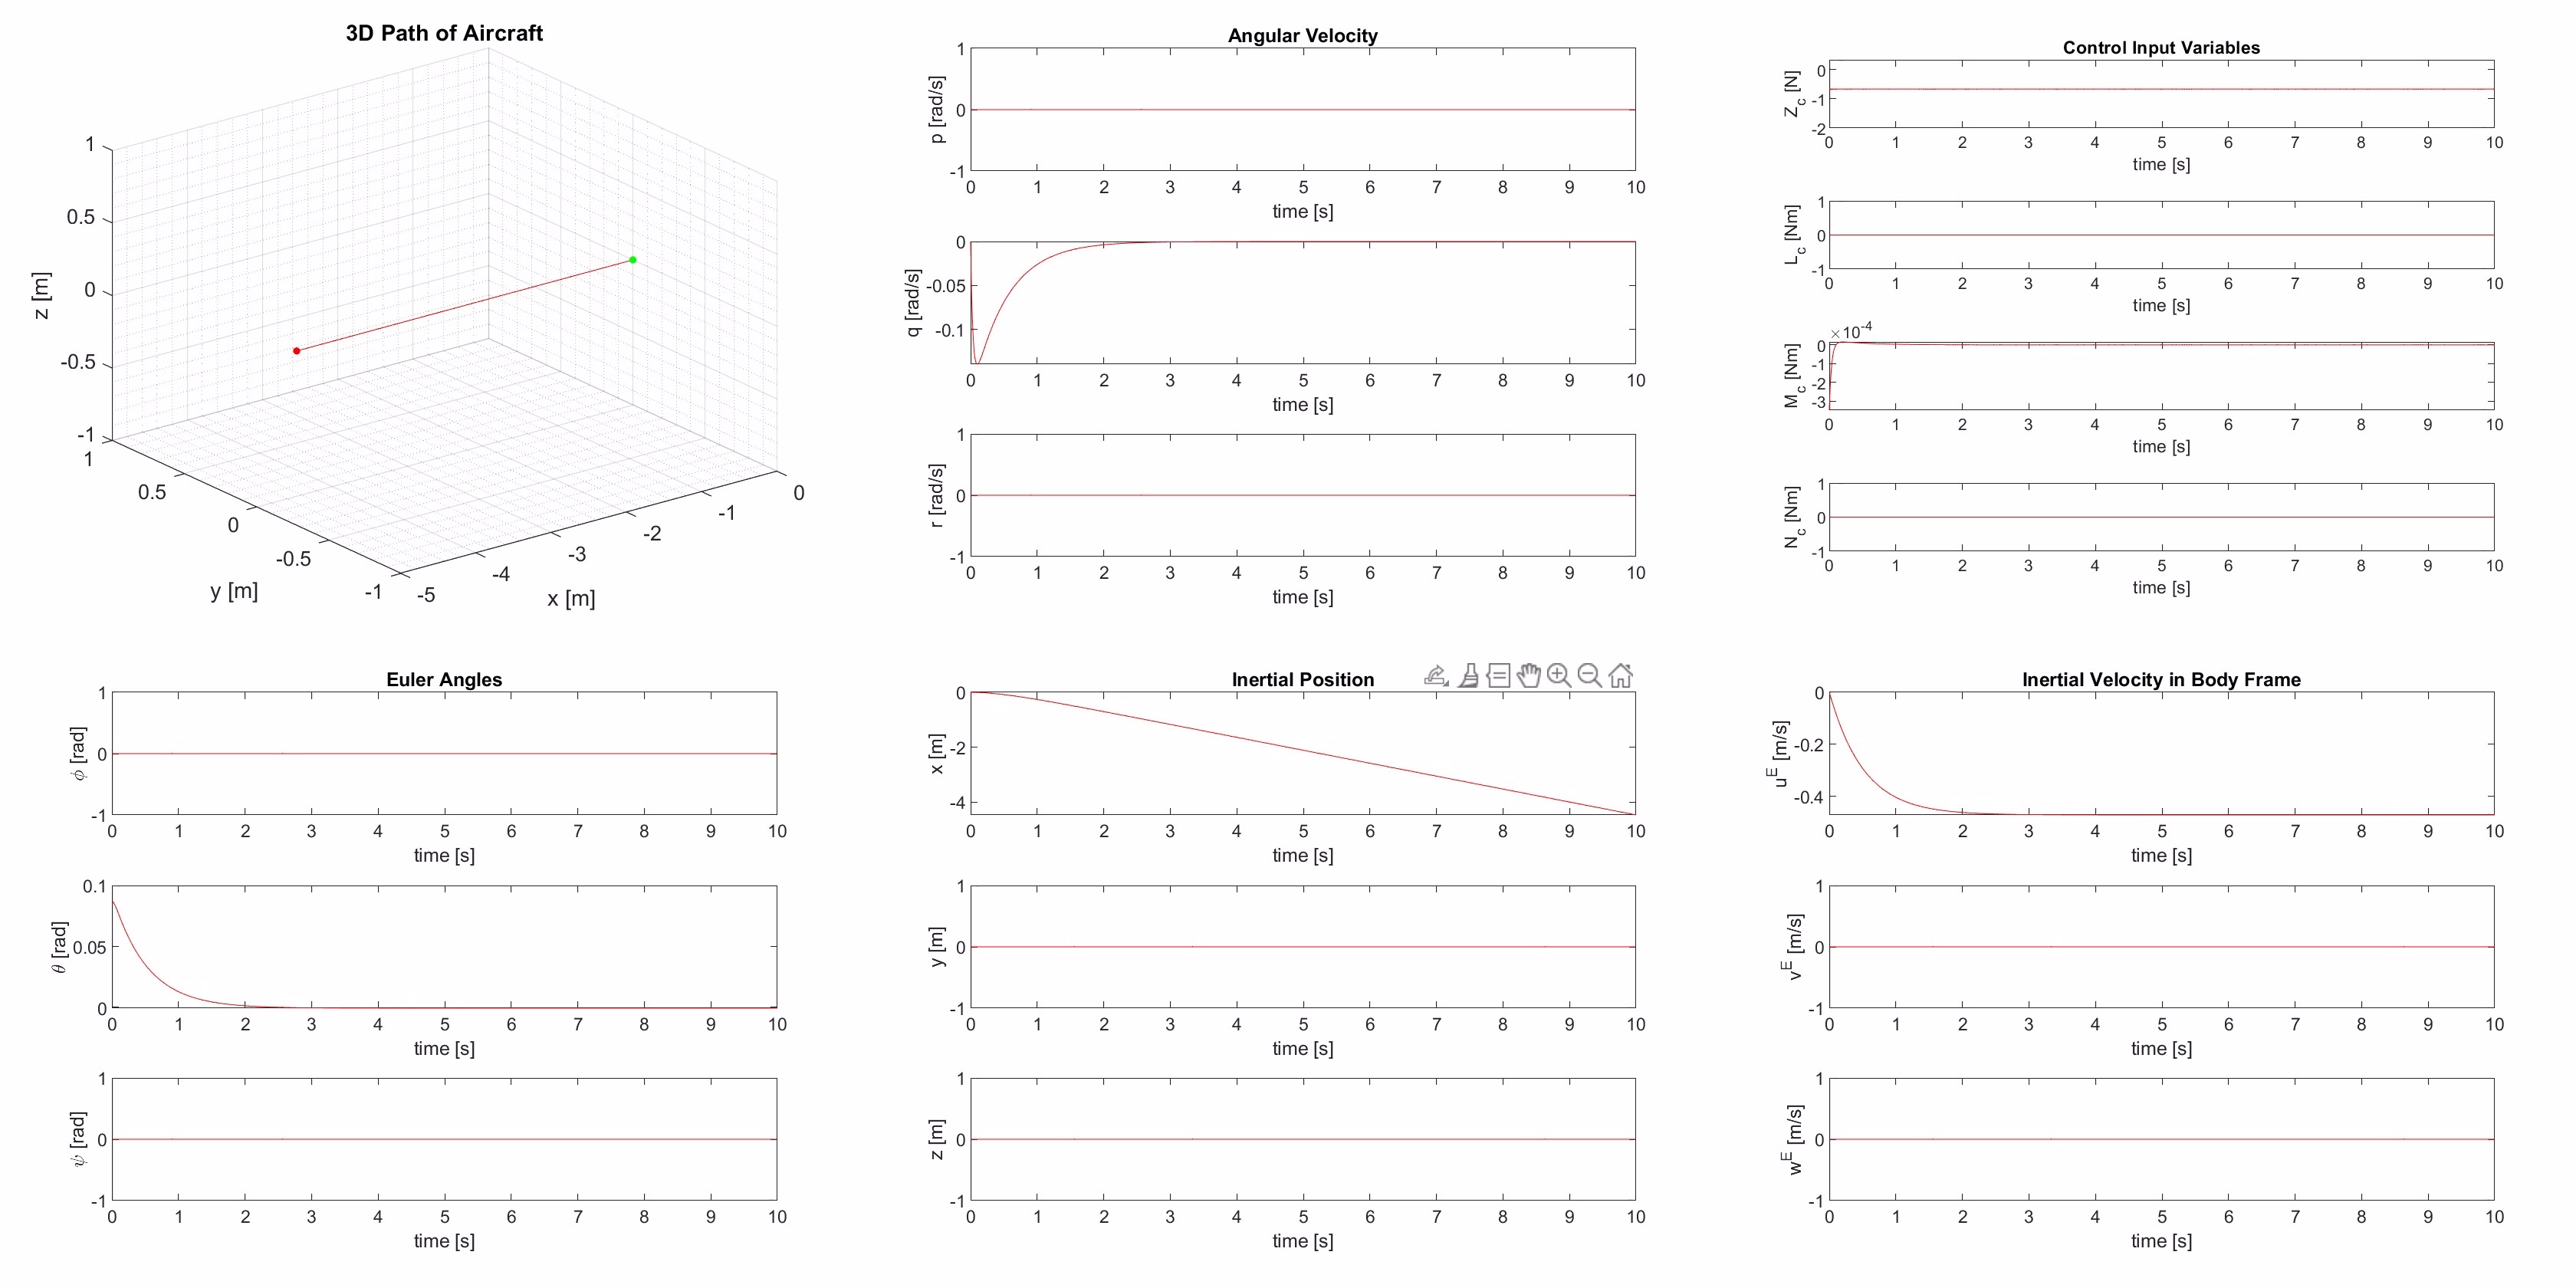 3D Path of Aircraft
1
0.5
0
-0.5
-1
z [m]
1
0.5
0
-0.5
-1
y [m]
-5
-4
-3
-2
-1
0
x [m]
Angular Velocity
1
0
-1
p [rad/s]
0 1 2 3 4 5 6 7 8 9 10
time [s]
0
-0.05
-0.1
q [rad/s]
0 1 2 3 4 5 6 7 8 9 10
time [s]
1
0
-1
r [rad/s]
0 1 2 3 4 5 6 7 8 9 10
time [s]
Control Input Variables
0
-1
-2
Zc [N]
0 1 2 3 4 5 6 7 8 9 10
time [s]
1
0
-1
Lc [Nm]
0 1 2 3 4 5 6 7 8 9 10
time [s]
×10-4
0
-1
-2
-3
Mc [Nm]
0 1 2 3 4 5 6 7 8 9 10
time [s]
1
0
-1
Nc [Nm]
0 1 2 3 4 5 6 7 8 9 10
time [s]
Euler Angles
1
0
-1
ϕ [rad]
0 1 2 3 4 5 6 7 8 9 10
time [s]
0.1
0.05
0
θ [rad]
0 1 2 3 4 5 6 7 8 9 10
time [s]
1
0
-1
ψ [rad]
0 1 2 3 4 5 6 7 8 9 10
time [s]
Inertial Position
0
-2
-4
x [m]
0 1 2 3 4 5 6 7 8 9 10
time [s]
1
0
-1
y [m]
0 1 2 3 4 5 6 7 8 9 10
time [s]
1
0
-1
z [m]
0 1 2 3 4 5 6 7 8 9 10
time [s]
Inertial Velocity in Body Frame
0
-0.2
-0.4
uE [m/s]
0 1 2 3 4 5 6 7 8 9 10
time [s]
1
0
-1
vE [m/s]
0 1 2 3 4 5 6 7 8 9 10
time [s]
1
0
-1
wE [m/s]
0 1 2 3 4 5 6 7 8 9 10
time [s]